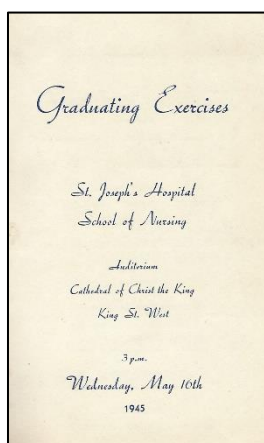 Graduating Exercises
St. Joseph's Hospital
School of Nursing
Auditorium
Cathedral of Christ the King
King St. West
3 p.m.
Wednesday, May 16th
1945